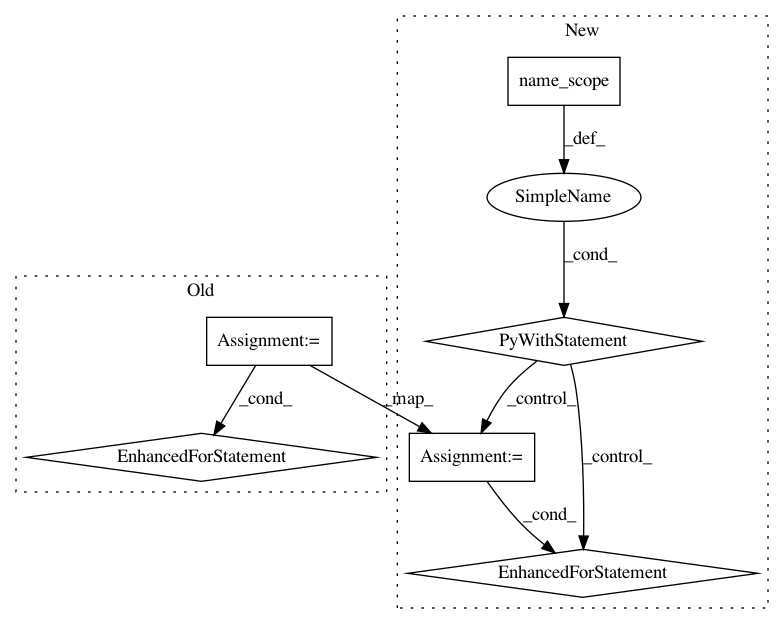 New
name_scope
_def_
SimpleName
_cond_
Old
Assignment:=
PyWithStatement
_cond_
_map_
_control_
EnhancedForStatement
Assignment:=
_control_
_cond_
EnhancedForStatement